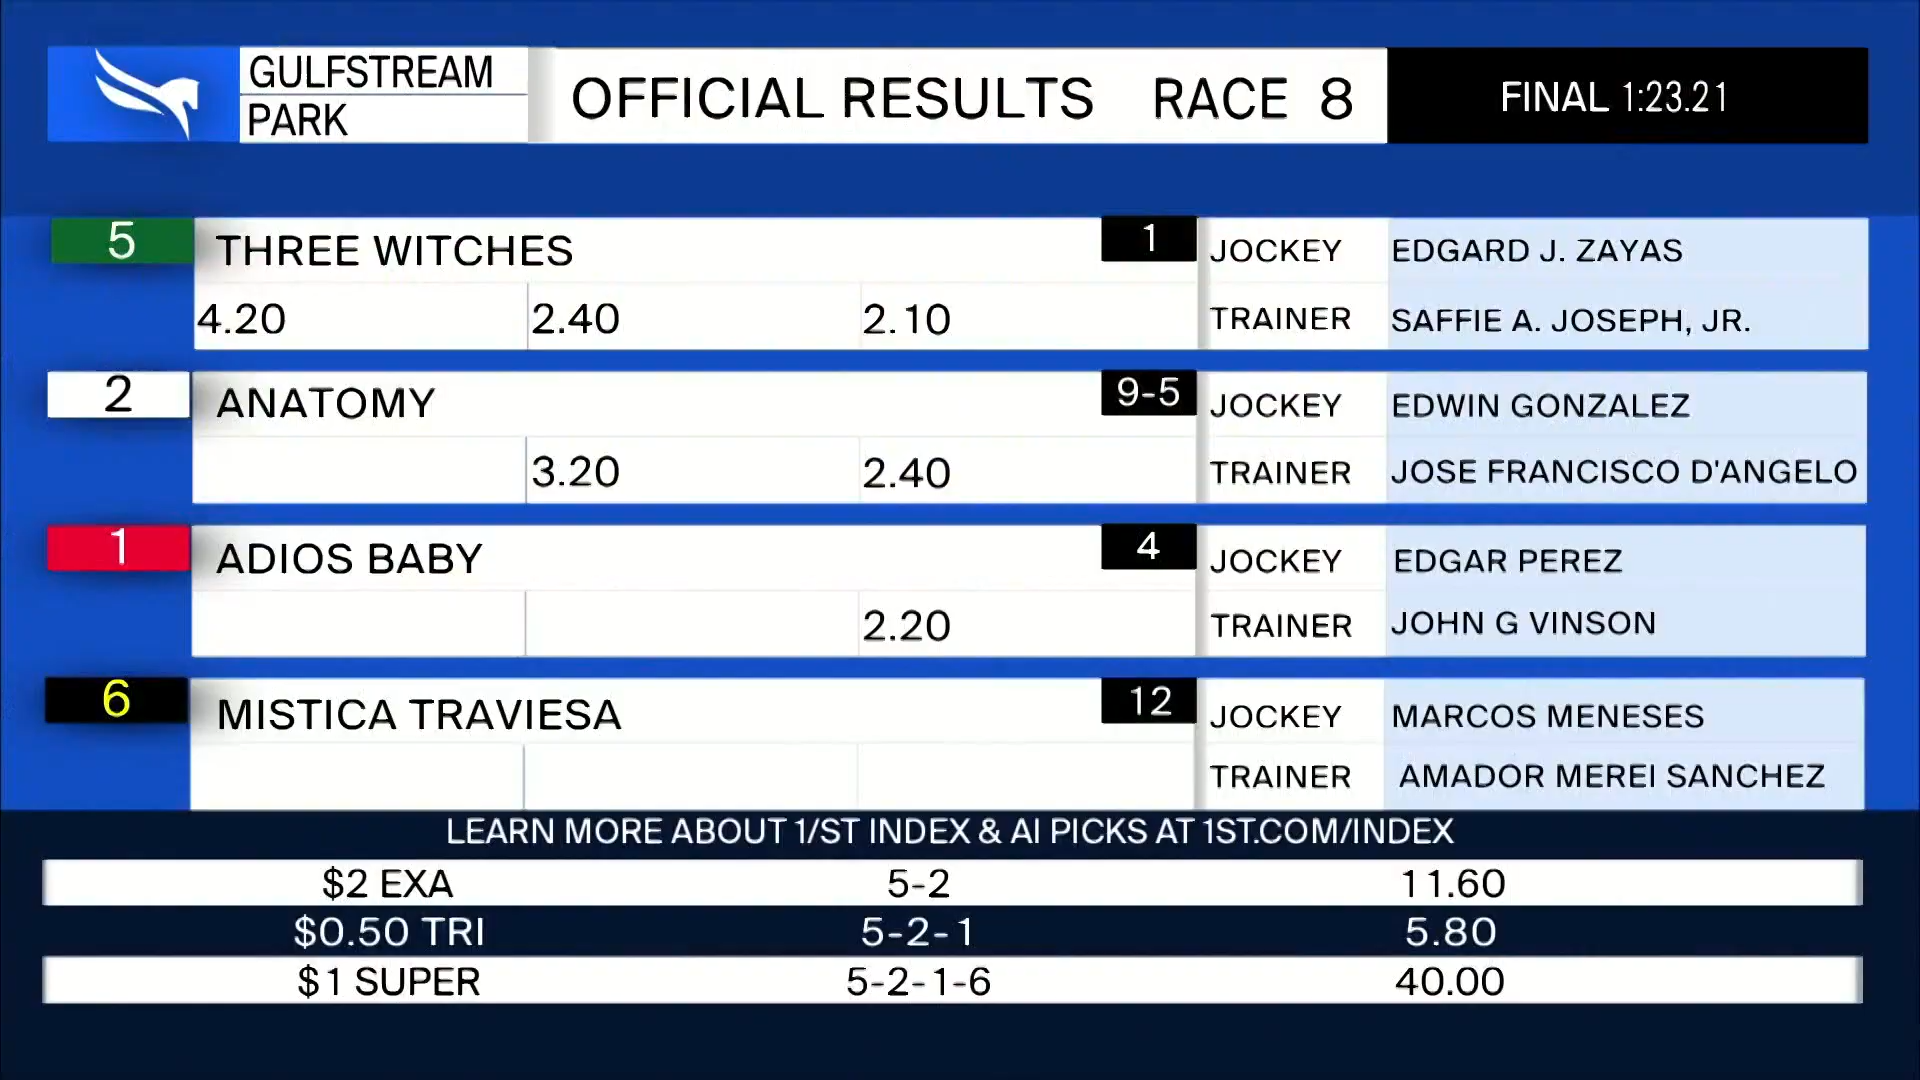 GULFSTREAM
PARK
OFFICIAL RESULTS RACE 8
FINAL 1:23.21
5 THREE WITCHES 1 JOCKEY EDGARD J. ZAYAS
4.20 2.40 2.10 TRAINER SAFFIE A. JOSEPH, JR.
2 ANATOMY 9-5 JOCKEY EDWIN GONZALEZ
3.20 2.40 TRAINER JOSE FRANCISCO D'ANGELO
1 ADIOS BABY 4 JOCKEY EDGAR PEREZ
2.20 TRAINER JOHN G VINSON
6 MISTICA TRAVIESA 12 JOCKEY MARCOS MENESES
TRAINER AMADOR MEREI SANCHEZ
LEARN MORE ABOUT 1/ST INDEX & AI PICKS AT 1ST.COM/INDEX
$2 EXA 5-2 11.60
$0.50 TRI 5-2-1 5.80
$1 SUPER 5-2-1-6 40.00